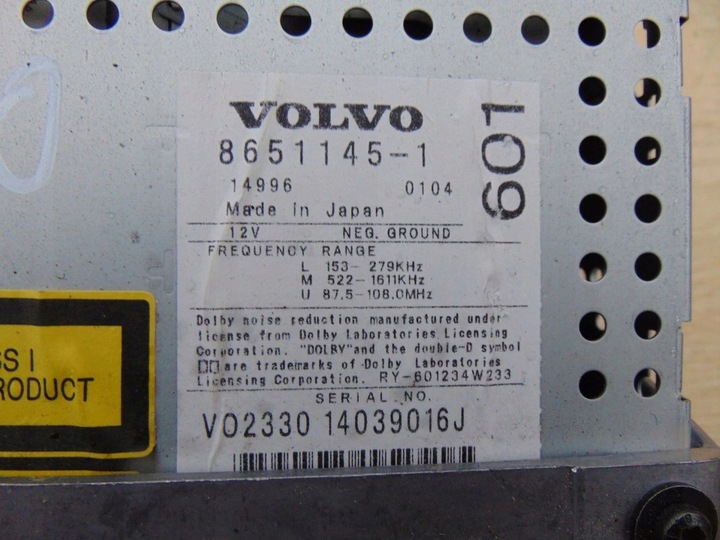 VOLVO
8651145-1
601
14996 0104
Made in Japan
12V NEG. GROUND
FREQUENCY RANGE
L 153- 279KHz
M 522-1611KHz
U 87.5-108.0MHz
Dolby noise reduction manufactured under
license from Dolby Laboratories Licensing
Corporation. "DOLBY"and the double-D symbol
are trademarks of Dolby Laboratories
Licensing Corporation. RY-601234W233
SERIAL NO.
VO2330 14039016J
SS I
RODUCT